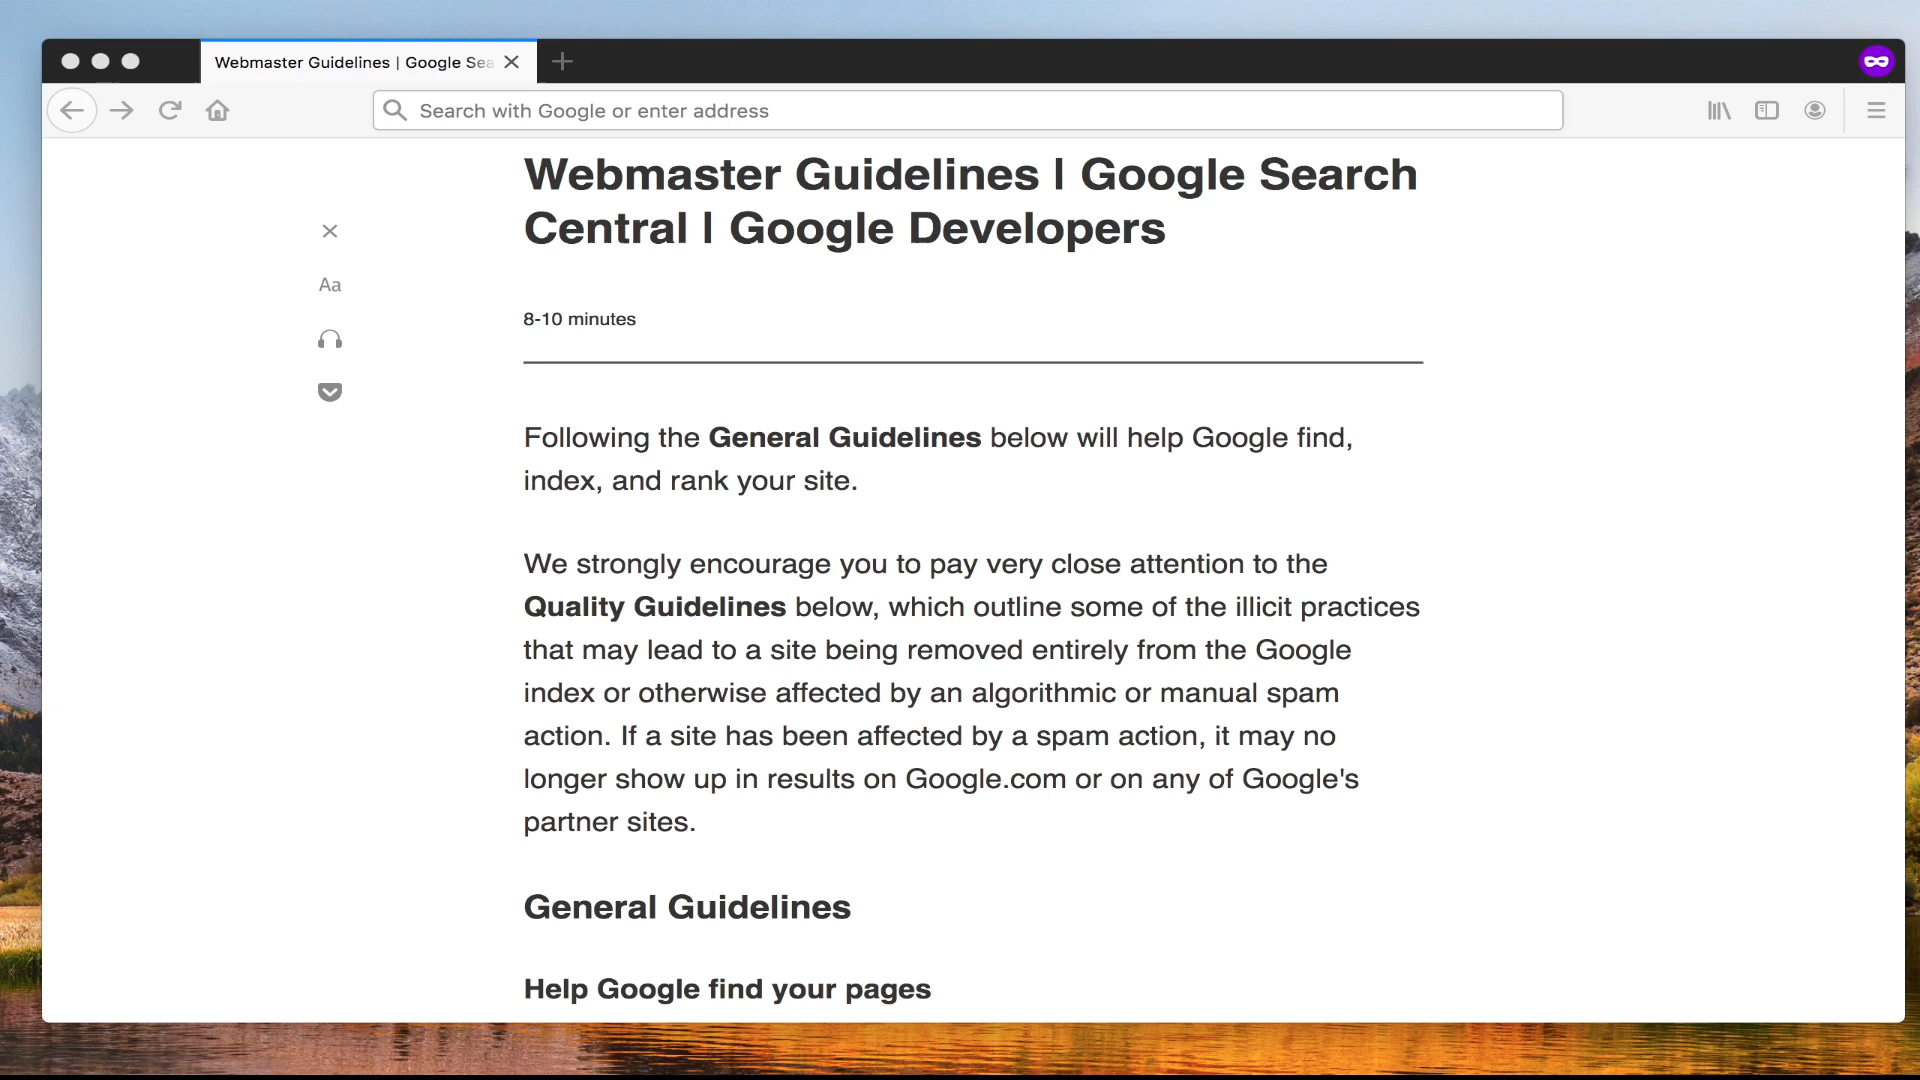 Webmaster Guidelines | Google Sea
Search with Google or enter address
Webmaster Guidelines | Google Search
Central | Google Developers
Aa
8-10 minutes
Following the General Guidelines below will help Google find,
index, and rank your site.
We strongly encourage you to pay very close attention to the
Quality Guidelines below, which outline some of the illicit practices
that may lead to a site being removed entirely from the Google
index or otherwise affected by an algorithmic or manual spam
action. If a site has been affected by a spam action, it may no
longer show up in results on Google.com or on any of Google's
partner sites.
General Guidelines
Help Google find your pages